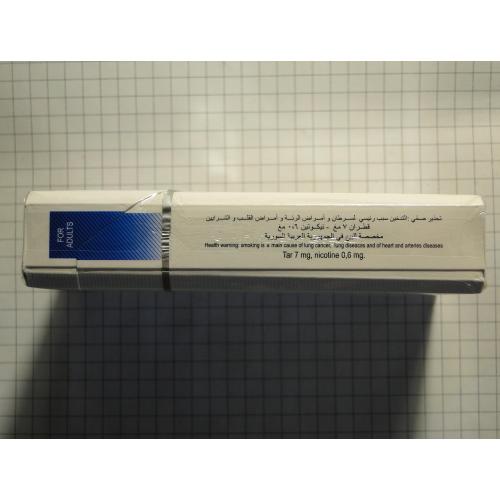 FOR
ADULTS
تحذير صحي :التدخين سبب رئيسي لسرطان و أمراض الرئة و أمراض القلب و الشرايين
قطران ٧ مغ - نيكوتين ٠،٦ مغ
مخصصة للبيع في الجمهورية العربية السورية
Health warning: smoking is a main cause of lung cancer, lung diseases and of heart and arteries diseases
Tar 7 mg, nicotine 0,6 mg.